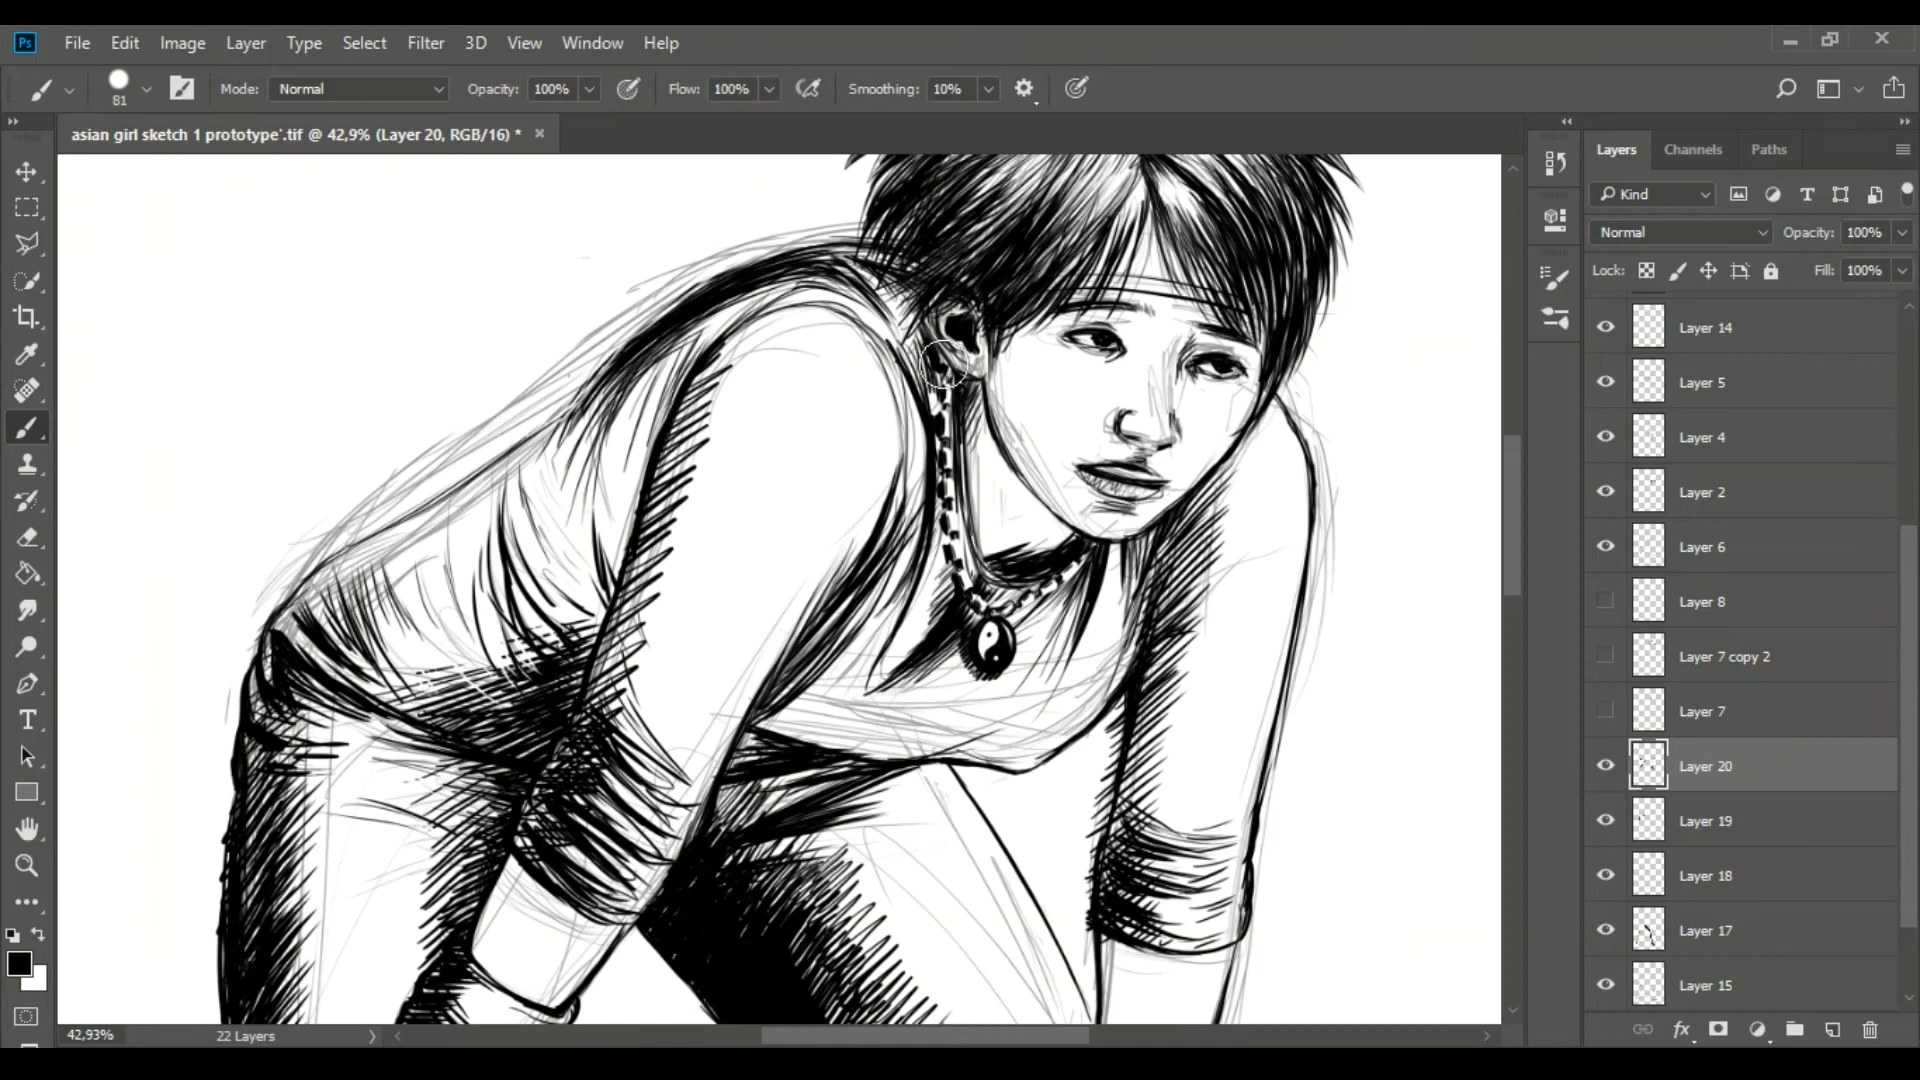 Ps File Edit Image Layer Type Select Filter 3D View Window Help
81 Mode: Normal Opacity: 100% Flow: 100% Smoothing: 10%
asian girl sketch 1 prototype'.tif @ 42,9% (Layer 20, RGB/16) *
Layers Channels Paths
Kind
Normal Opacity: 100%
Lock: Fill: 100%
Layer 14
Layer 5
Layer 4
Layer 2
Layer 6
Layer 8
Layer 7 copy 2
Layer 7
Layer 20
Layer 19
Layer 18
Layer 17
Layer 15
42,93% 22 Layers
fx